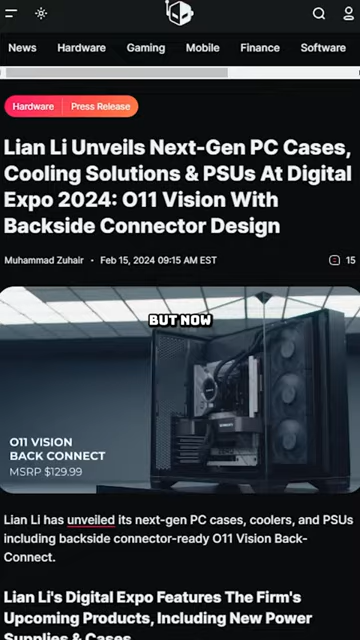 News Hardware Gaming Mobile Finance Software
Hardware Press Release
Lian Li Unveils Next-Gen PC Cases,
Cooling Solutions & PSUs At Digital
Expo 2024: O11 Vision With
Backside Connector Design
Muhammad Zuhair • Feb 15, 2024 09:15 AM EST 15
BUT NOW
O11 VISION
BACK CONNECT
MSRP $129.99
Lian Li has unveiled its next-gen PC cases, coolers, and PSUs
including backside connector-ready O11 Vision Back-
Connect.
Lian Li's Digital Expo Features The Firm's
Upcoming Products, Including New Power
Supplies & Cases